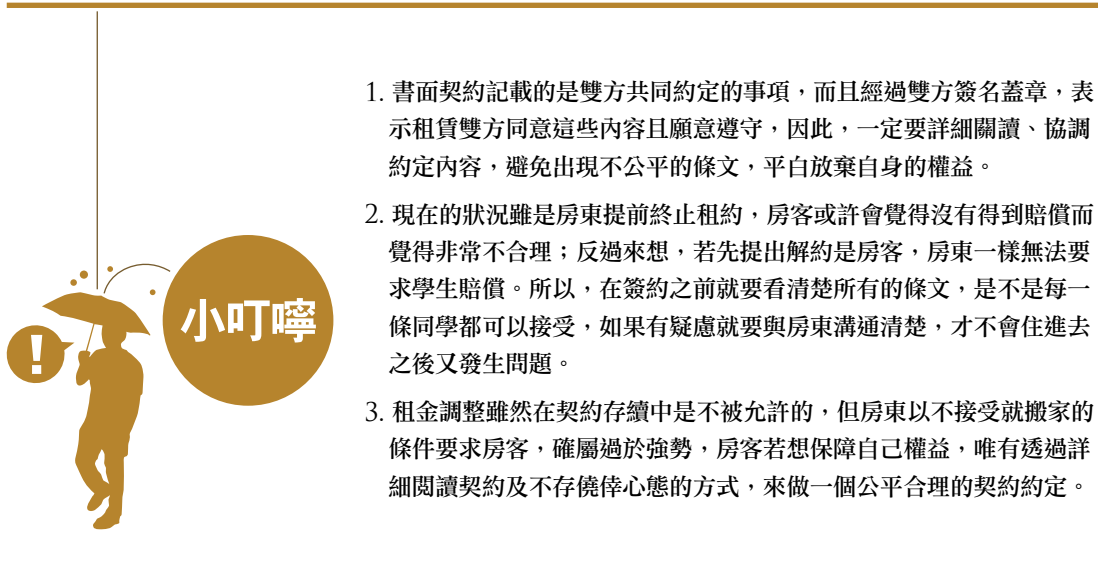 1. 書面契約記載的是雙方共同約定的事項，而且經過雙方簽名蓋章，表
示租賃雙方同意這些內容且願意遵守，因此，一定要詳細關讀、協調
約定內容，避免出現不公平的條文，平白放棄自身的權益。
2. 現在的狀況雖是房東提前終止租約，房客或許會覺得沒有得到賠償而
覺得非常不合理；反過來想，若先提出解約是房客，房東一樣無法要
求學生賠償。所以，在簽約之前就要看清楚所有的條文，是不是每一
條同學都可以接受，如果有疑慮就要與房東溝通清楚，才不會住進去
之後又發生問題。
3. 租金調整雖然在契約存續中是不被允許的，但房東以不接受就搬家的
條件要求房客，確屬過於強勢，房客若想保障自己權益，唯有透過詳
細閱讀契約及不存僥倖心態的方式，來做一個公平合理的契約約定。
小叮嚀
!